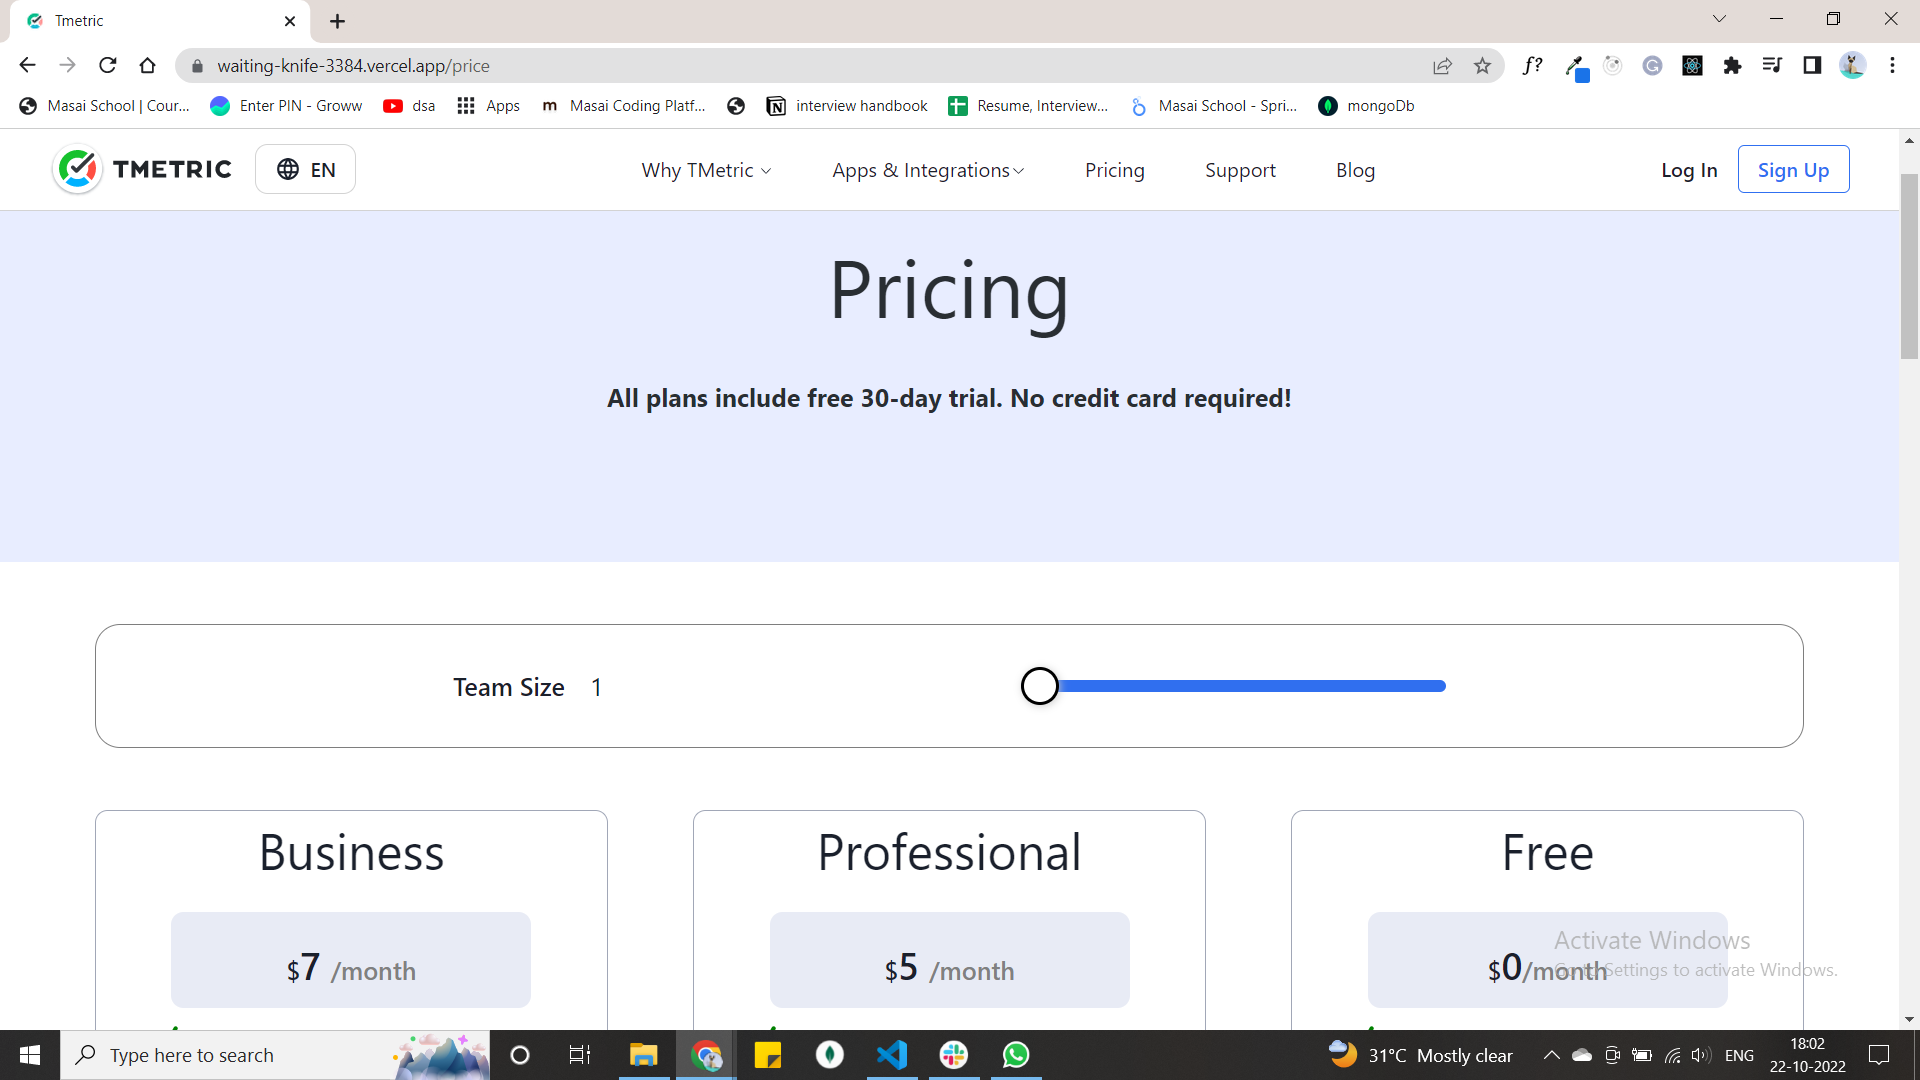 Tmetric
waiting-knife-3384.vercel.app/price
Masai School | Cour...
Enter PIN - Groww
dsa
Apps
Masai Coding Platf...
interview handbook
Resume, Interview...
Masai School - Spri...
mongoDb
TMETRIC
EN
Why TMetric
Apps & Integrations
Pricing
Support
Blog
Log In
Sign Up
Pricing
All plans include free 30-day trial. No credit card required!
Team Size 1
Business
Professional
Free
$7 /month
$5 /month
$0/month
Activate Windows
Go to Settings to activate Windows.
Type here to search
31°C Mostly clear
ENG
18:02
22-10-2022